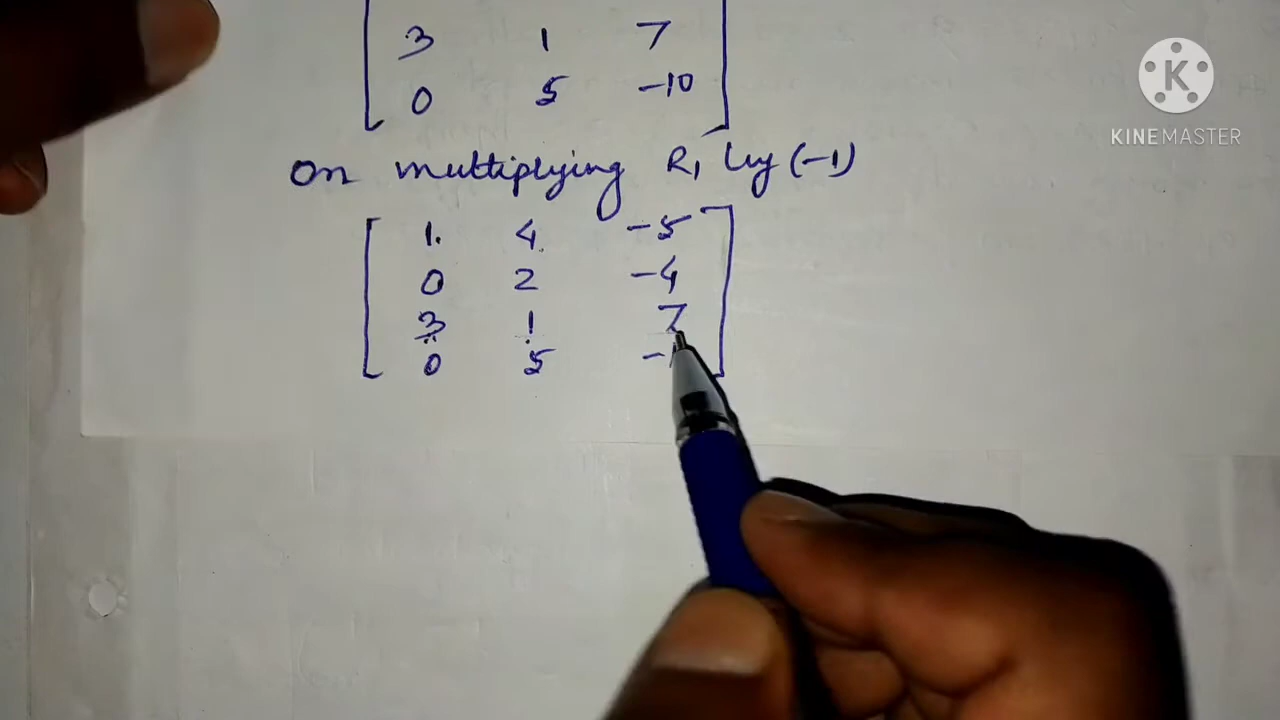 3 1 7
0 5 -10
On multiplying R1 by (-1)
1. 4 -5
0 2 -4
3 1 7
0 5
K
KINEMASTER